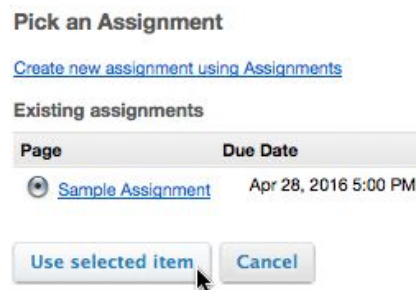 Pick an Assignment
Create new assignment using Assignments
Existing assignments
Page Due Date
Sample Assignment Apr 28, 2016 5:00 PM
Use selected item Cancel